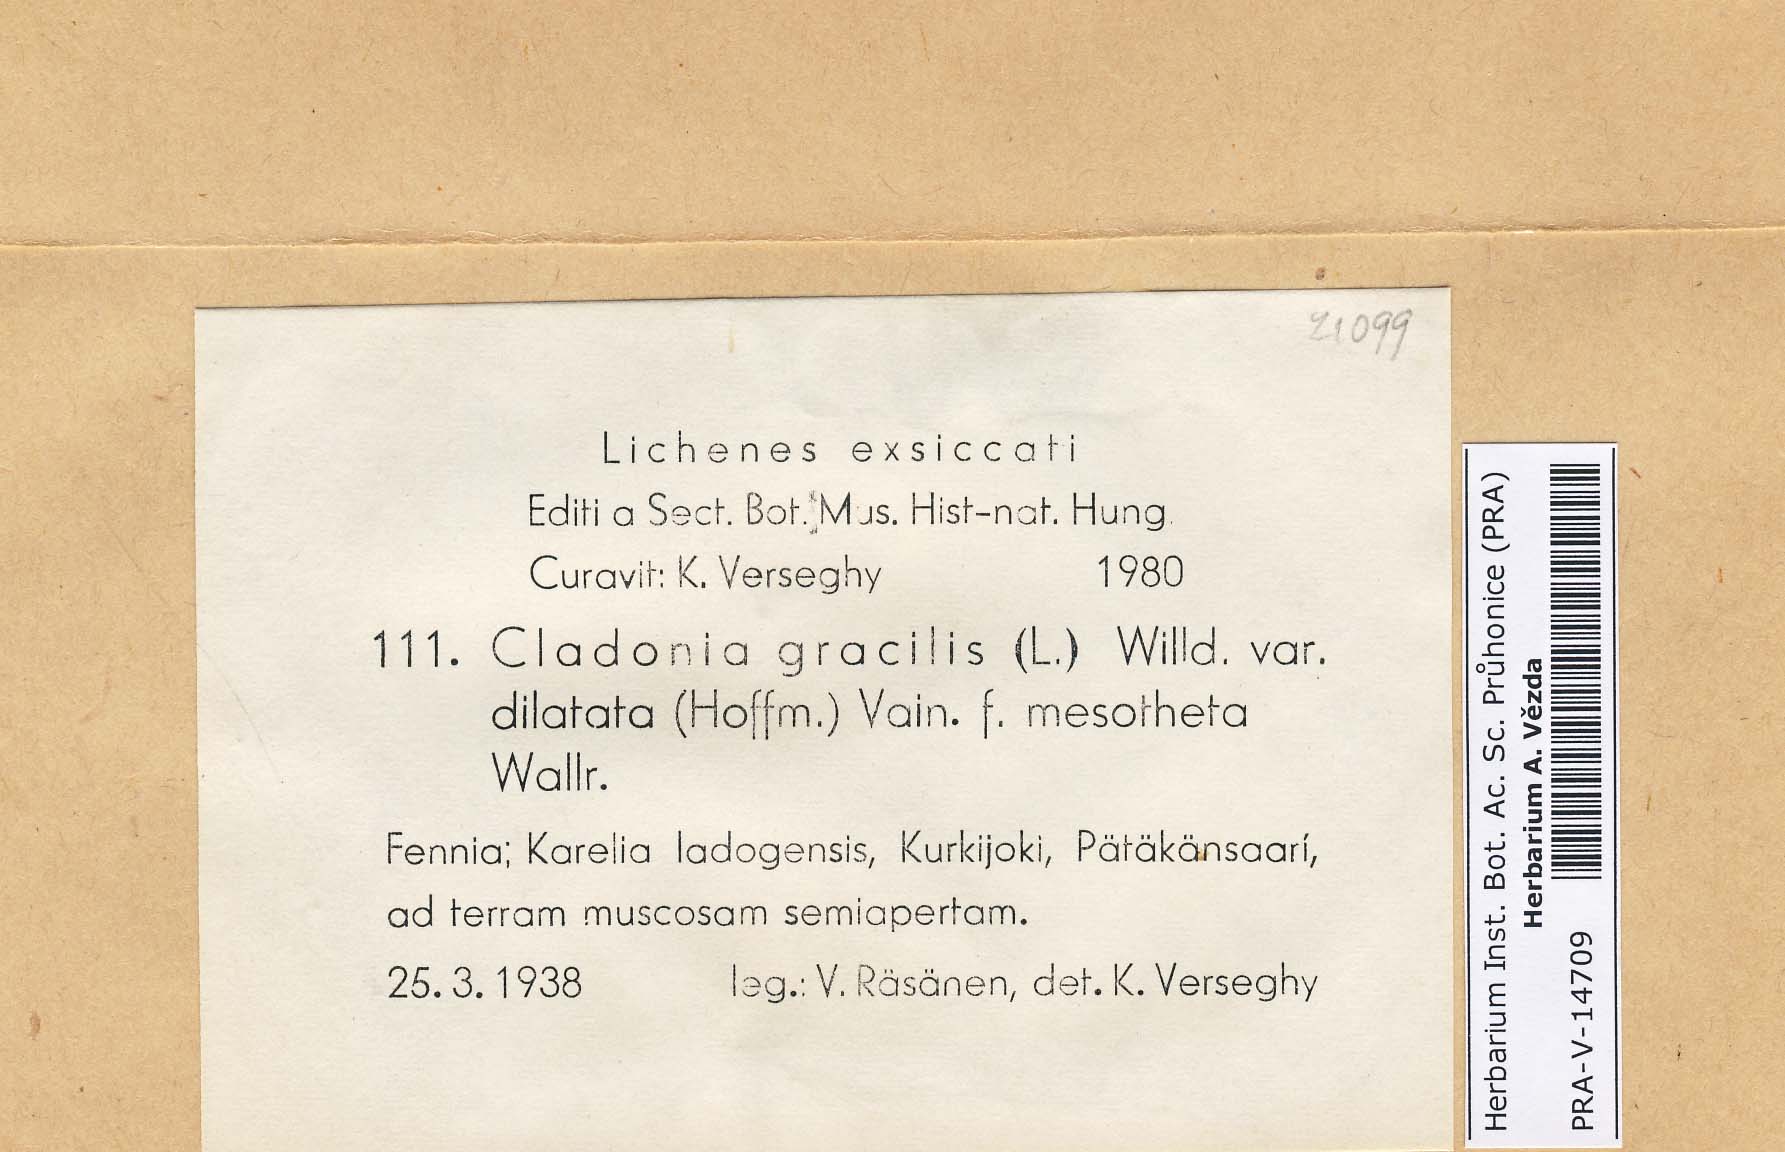 21099
Lichenes exsiccati
Editi a Sect. Bot. Mus. Hist-nat. Hung.
Curavit: K. Verseghy 1980
111. Cladonia gracilis (L.) Willd. var.
dilatata (Hoffm.) Vain. f. mesotheta
Wallr.
Fennia; Karelia ladogensis, Kurkijoki, Pätäkänsaarí,
ad terram muscosam semiapertam.
25.3.1938 leg.: V. Räsänen, det. K. Verseghy
Herbarium Inst. Bot. Ac. Sc. Průhonice (PRA)
Herbarium A. Vězda
PRA-V-14709